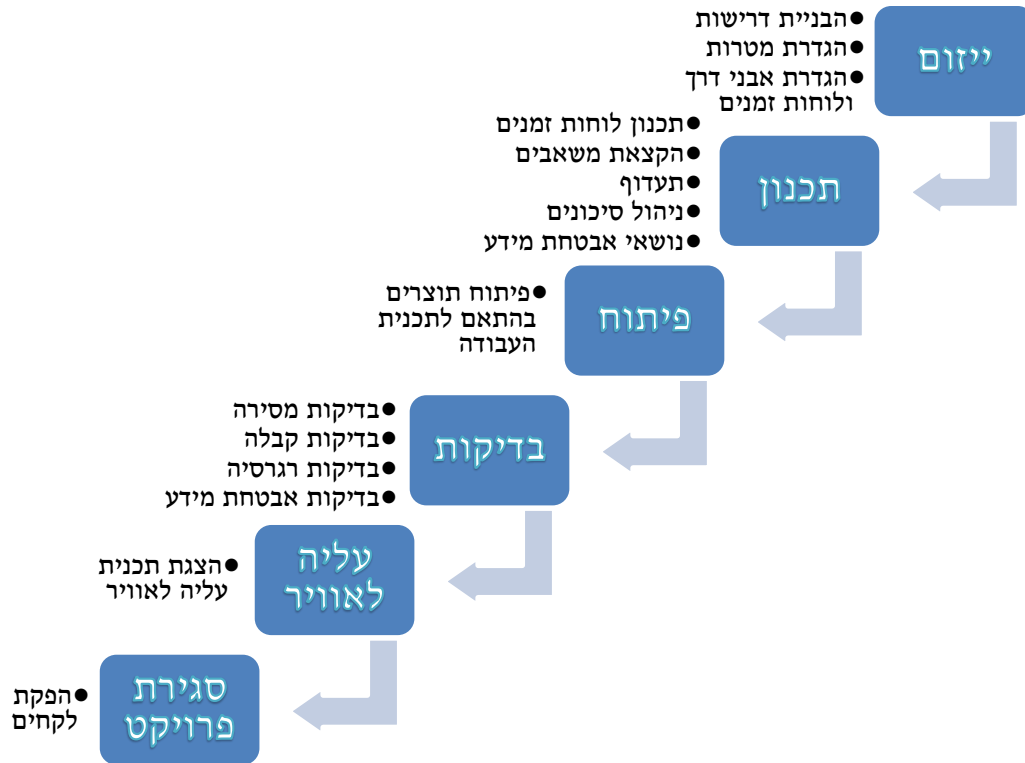 ייזום
●הבניית דרישות
●הגדרת מטרות
●הגדרת אבני דרך
ולוחות זמנים
תכנון
●תכנון לוחות זמנים
●הקצאת משאבים
●תעדוף
●ניהול סיכונים
●נושאי אבטחת מידע
פיתוח
●פיתוח תוצרים
בהתאם לתכנית
העבודה
בדיקות
●בדיקות מסירה
●בדיקות קבלה
●בדיקות רגרסיה
●בדיקות אבטחת מידע
עליה
לאוויר
●הצגת תכנית
עליה לאוויר
סגירת
פרויקט
●הפקת
לקחים